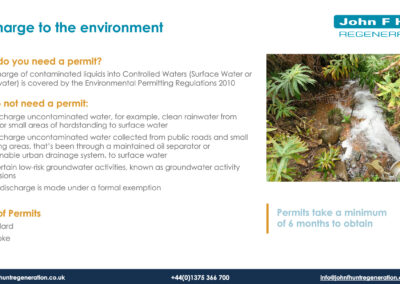 harge to the environment
John F H
REGENERA
do you need a permit?
arge of contaminated liquids into Controlled Waters (Surface Water or
water) is covered by the Environmental Permitting Regulations 2010
o not need a permit:
scharge uncontaminated water, for example, clean rainwater from
or small areas of hardstanding to surface water
scharge uncontaminated water collected from public roads and small
ng areas, that's been through a maintained oil separator or
nable urban drainage system, to surface water
ertain low-risk groundwater activities, known as groundwater activity
sions
discharge is made under a formal exemption
of Permits
dard
oke
Permits take a minimum
of 6 months to obtain
fhuntregeneration.co.uk
+44(0)1375 366 700
info@johnfhuntregeneration.c